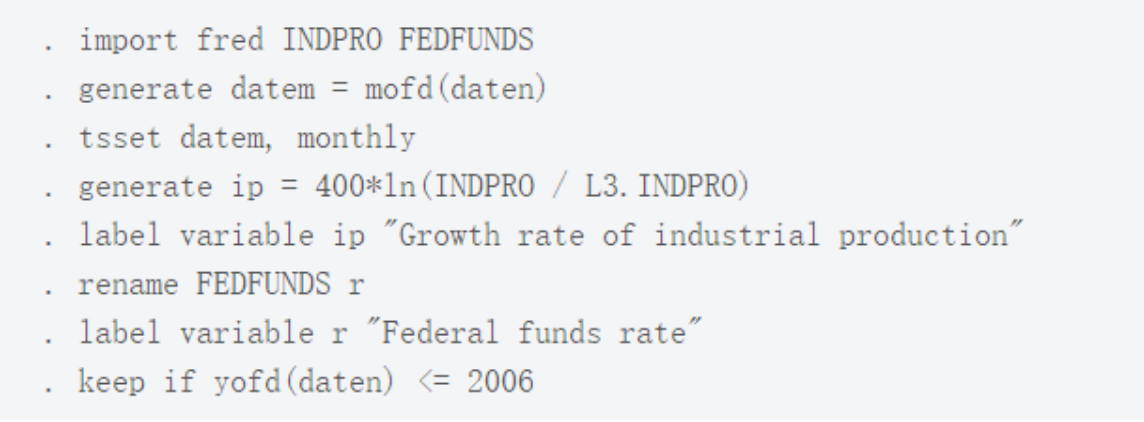 . import fred INDPRO FEDFUNDS
. generate datem = mofd(daten)
. tsset datem, monthly
. generate ip = 400*ln(INDPRO / L3.INDPRO)
. label variable ip "Growth rate of industrial production"
. rename FEDFUNDS r
. label variable r "Federal funds rate"
. keep if yofd(daten) <= 2006